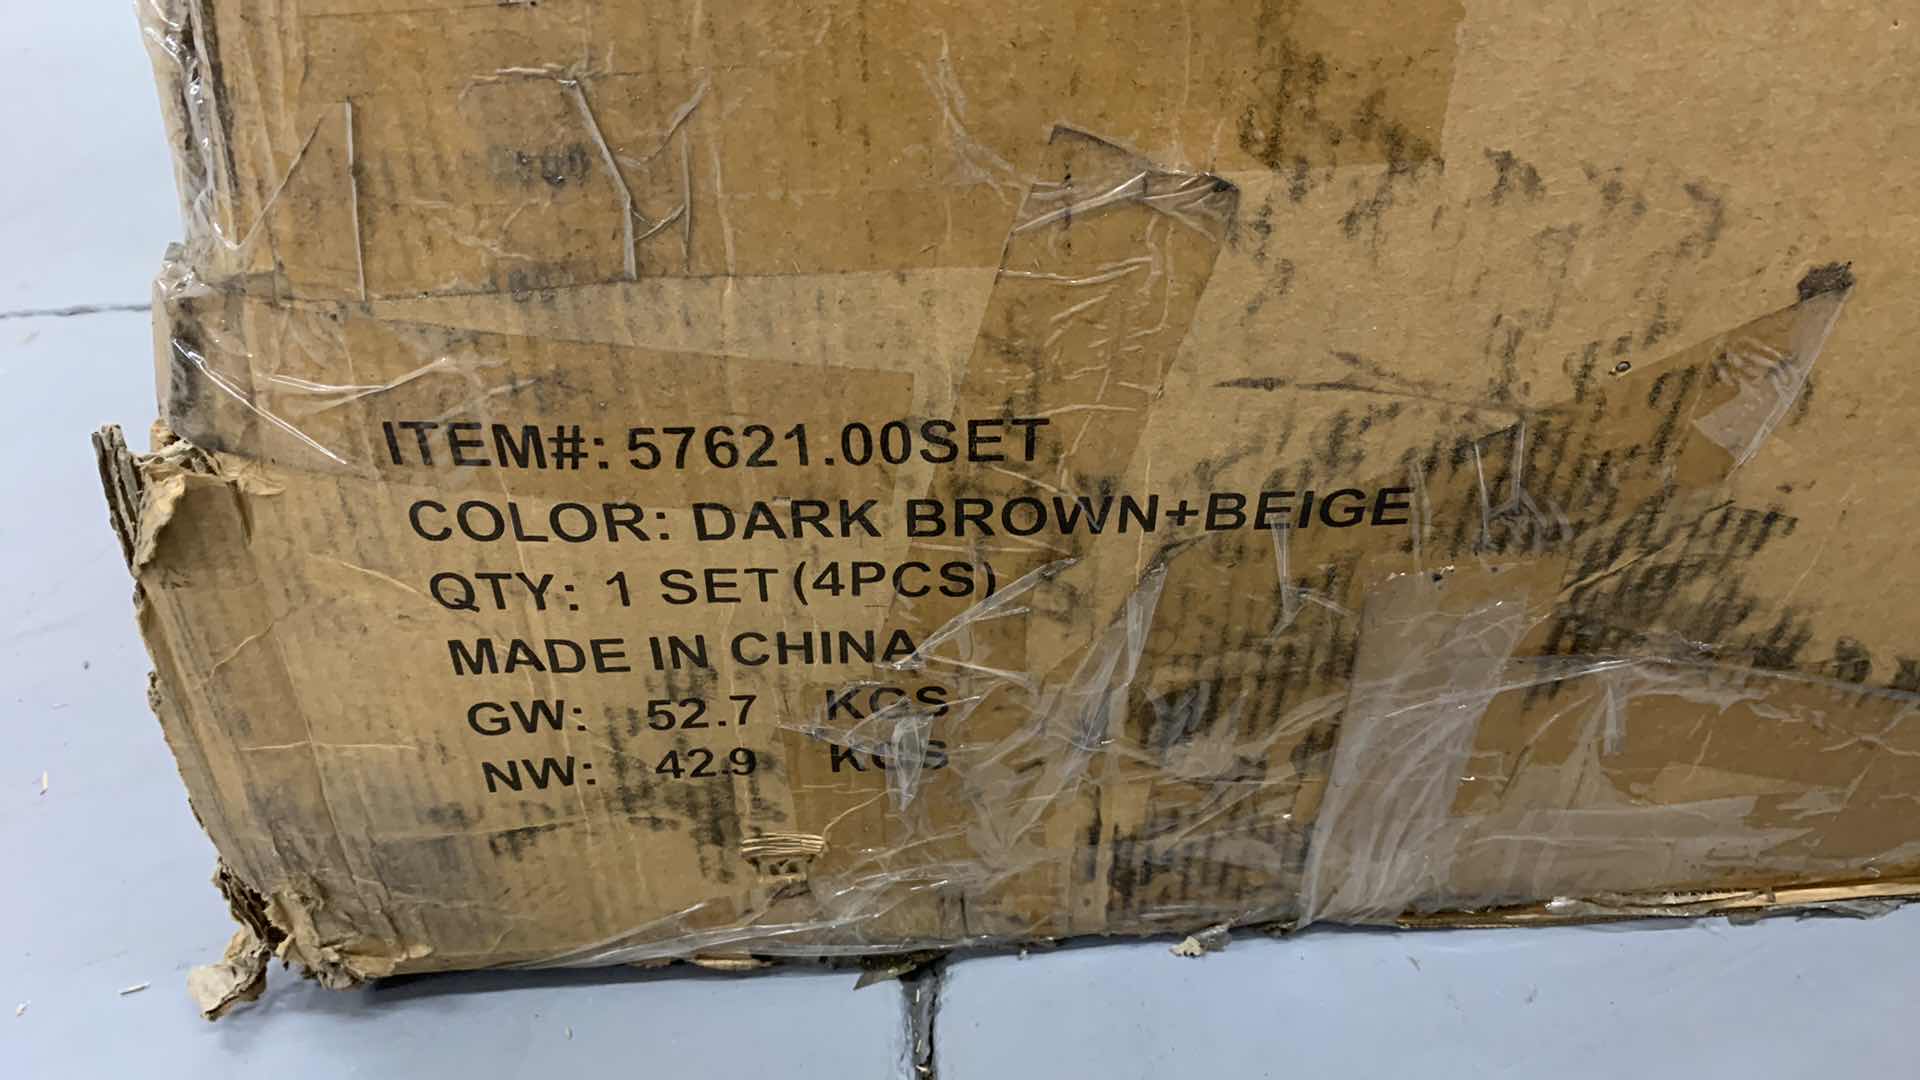 ITEM#: 57621.00SET
COLOR: DARK BROWN+BEIGE
QTY: 1 SET (4PCS)
MADE IN CHINA
GW: 52.7 KGS
NW: 42.9 KGS